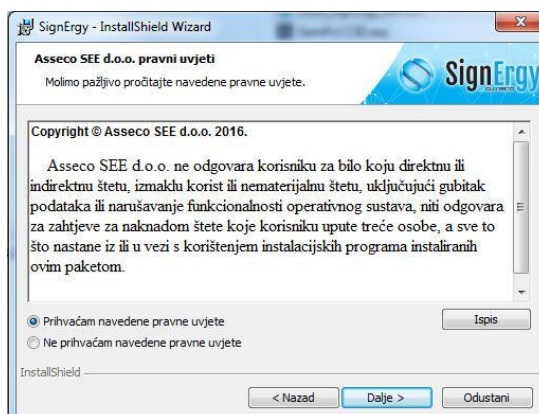 SignErgy - InstallShield Wizard
Asseco SEE d.o.o. pravni uvjeti
Molimo pažljivo pročitajte navedene pravne uvjete.
SignErgy
Copyright © Asseco SEE d.o.o. 2016.
Asseco SEE d.o.o. ne odgovara korisniku za bilo koju direktnu ili
indirektnu štetu, izmaklu korist ili nematerijalnu štetu, uključujući gubitak
podataka ili narušavanje funkcionalnosti operativnog sustava, niti odgovara
za zahtjeve za naknadom štete koje korisniku upute treće osobe, a sve to
što nastane iz ili u vezi s korištenjem instalacijskih programa instaliranih
ovim paketom.
Prihvaćam navedene pravne uvjete
Ispis
Ne prihvaćam navedene pravne uvjete
InstallShield
< Nazad
Dalje >
Odustani